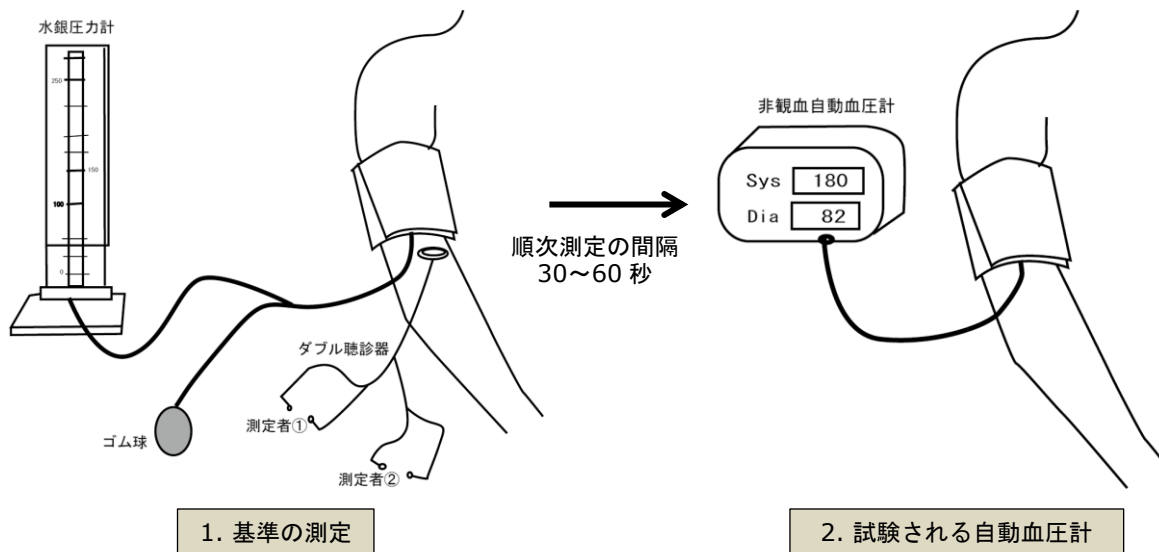 水銀圧力計
250
150
100
0
ゴム球
ダブル聴診器
測定者①
測定者②
1. 基準の測定
順次測定の間隔
30～60 秒
非観血自動血圧計
Sys 180
Dia 82
2. 試験される自動血圧計